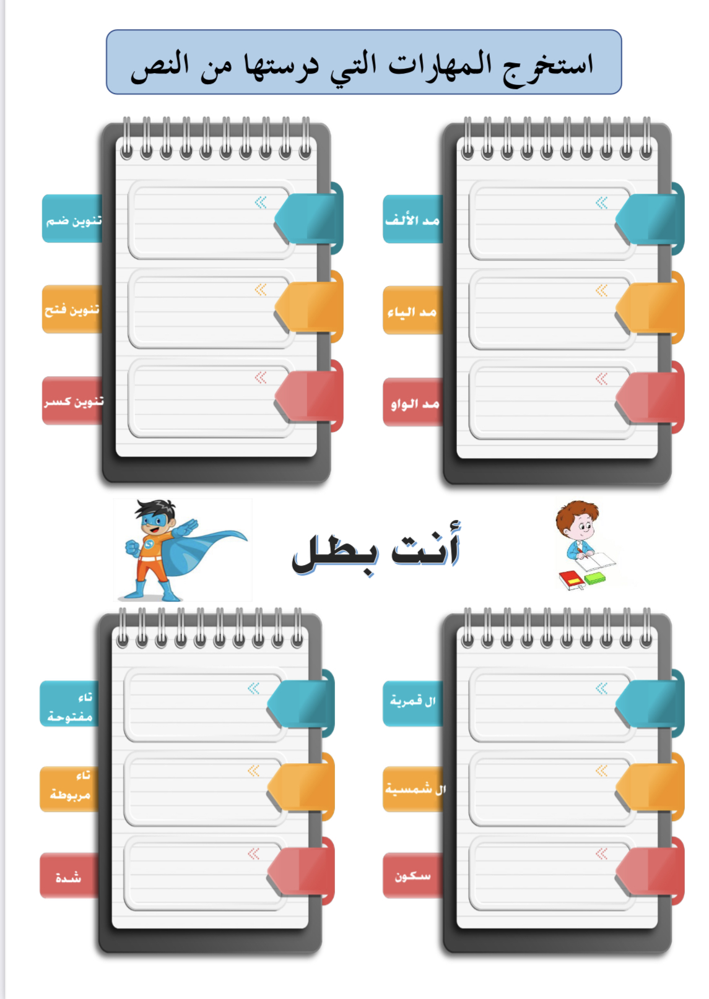 استخرج المهارات التي درستها من النص
مد الألف
مد الياء
مد الواو
تنوين ضم
تنوين فتح
تنوين كسر
أنت بطل
ال قمرية
ال شمسية
سكون
تاء
مفتوحة
تاء
مربوطة
شدة